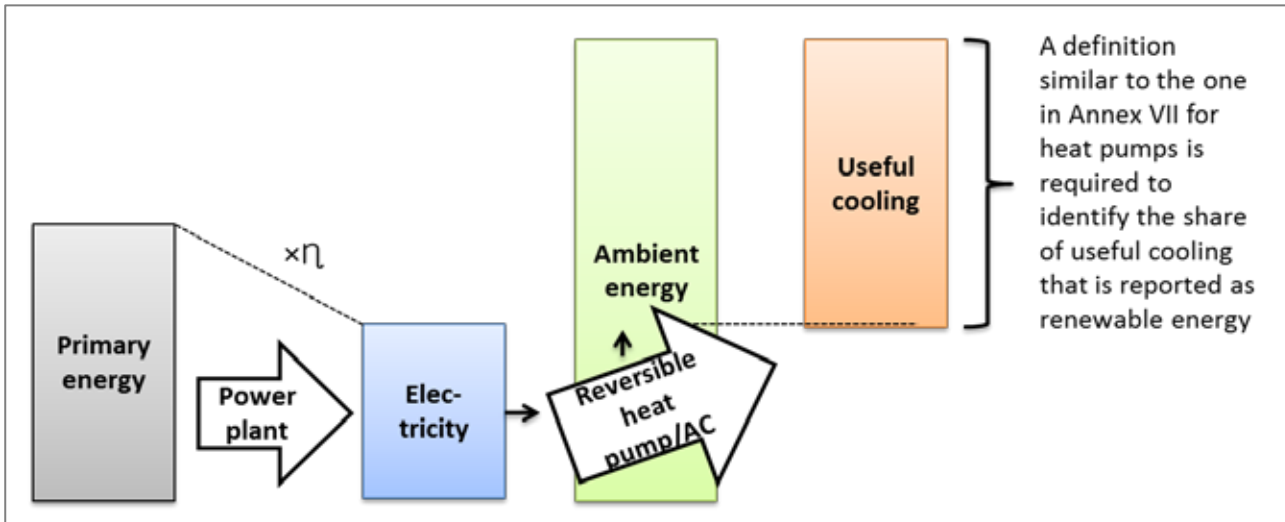 Primary
energy
×η
Power
plant
Elec-
tricity
Ambient
energy
Reversible
heat
pump/AC
Useful
cooling
A definition
similar to the one
in Annex VII for
heat pumps is
required to
identify the share
of useful cooling
that is reported as
renewable energy